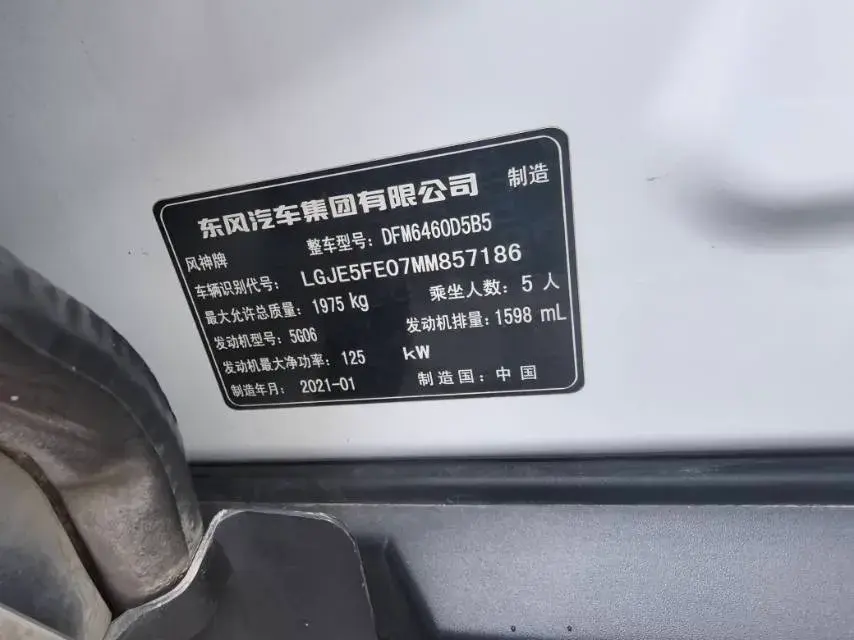 东风汽车集团有限公司 制造
风神牌 整车型号: DFM6460D5B5
车辆识别代号: LGJE5FE07MM857186
最大允许总质量: 1975 kg 乘坐人数: 5 人
发动机型号: 5G06 发动机排量: 1598 mL
发动机最大净功率: 125 kW
制造年月: 2021-01 制造国: 中国